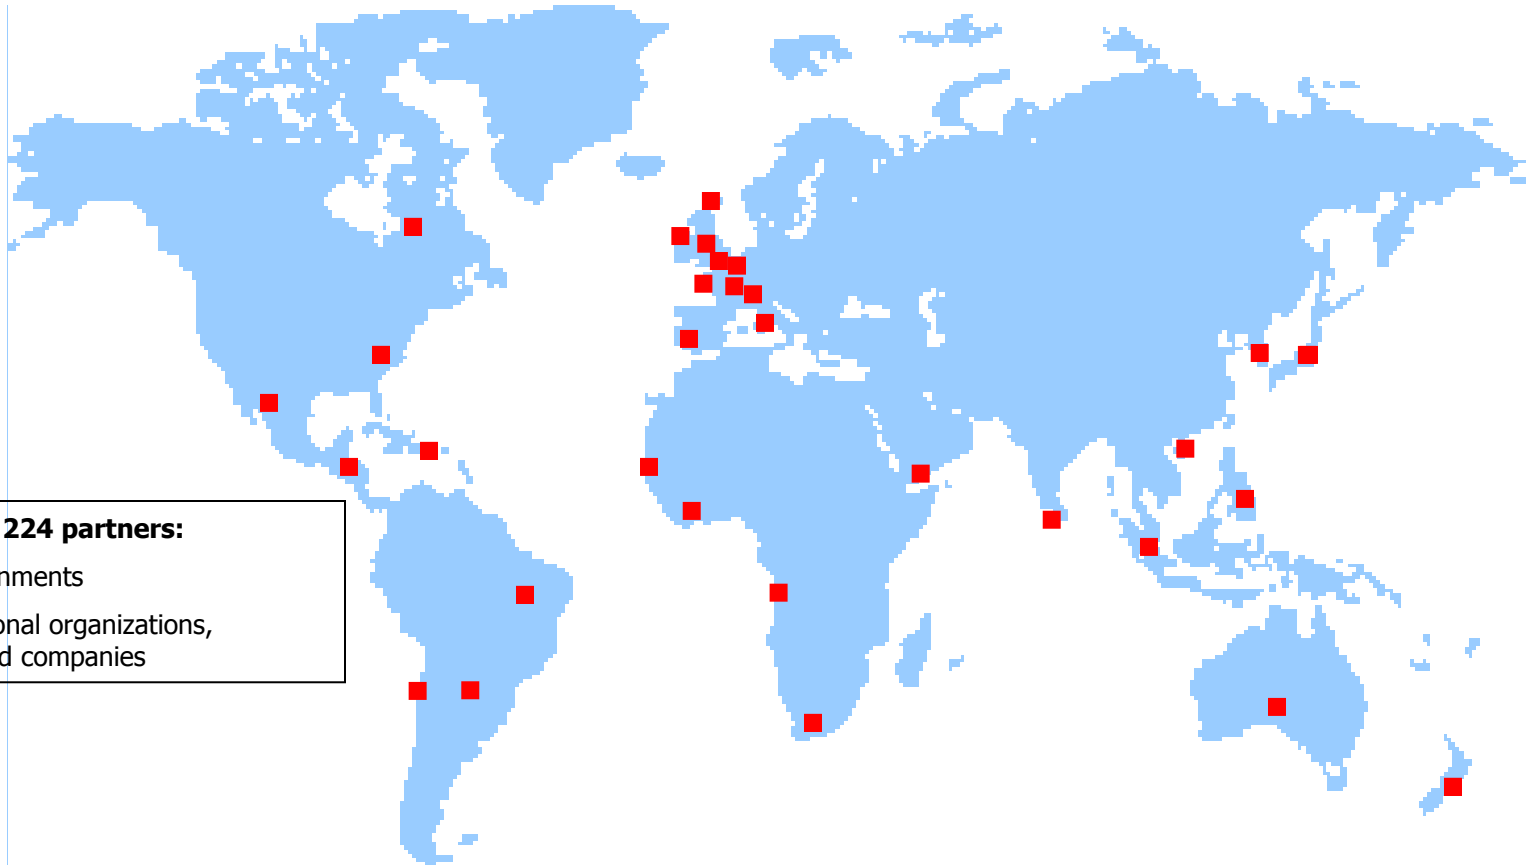 224 partners:
nments
onal organizations,
d companies